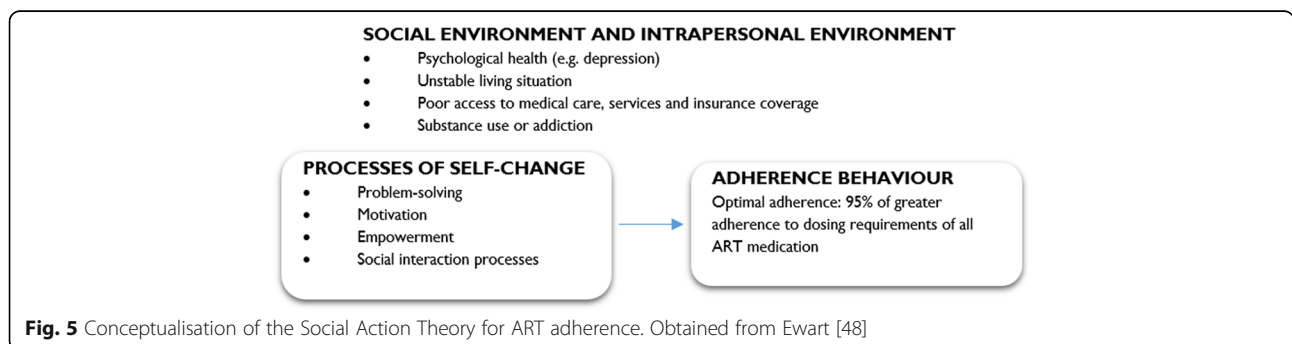 SOCIAL ENVIRONMENT AND INTRAPERSONAL ENVIRONMENT
• Psychological health (e.g. depression)
• Unstable living situation
• Poor access to medical care, services and insurance coverage
• Substance use or addiction
PROCESSES OF SELF-CHANGE
• Problem-solving
• Motivation
• Empowerment
• Social interaction processes
ADHERENCE BEHAVIOUR
Optimal adherence: 95% of greater
adherence to dosing requirements of all
ART medication
Fig. 5 Conceptualisation of the Social Action Theory for ART adherence. Obtained from Ewart [48]